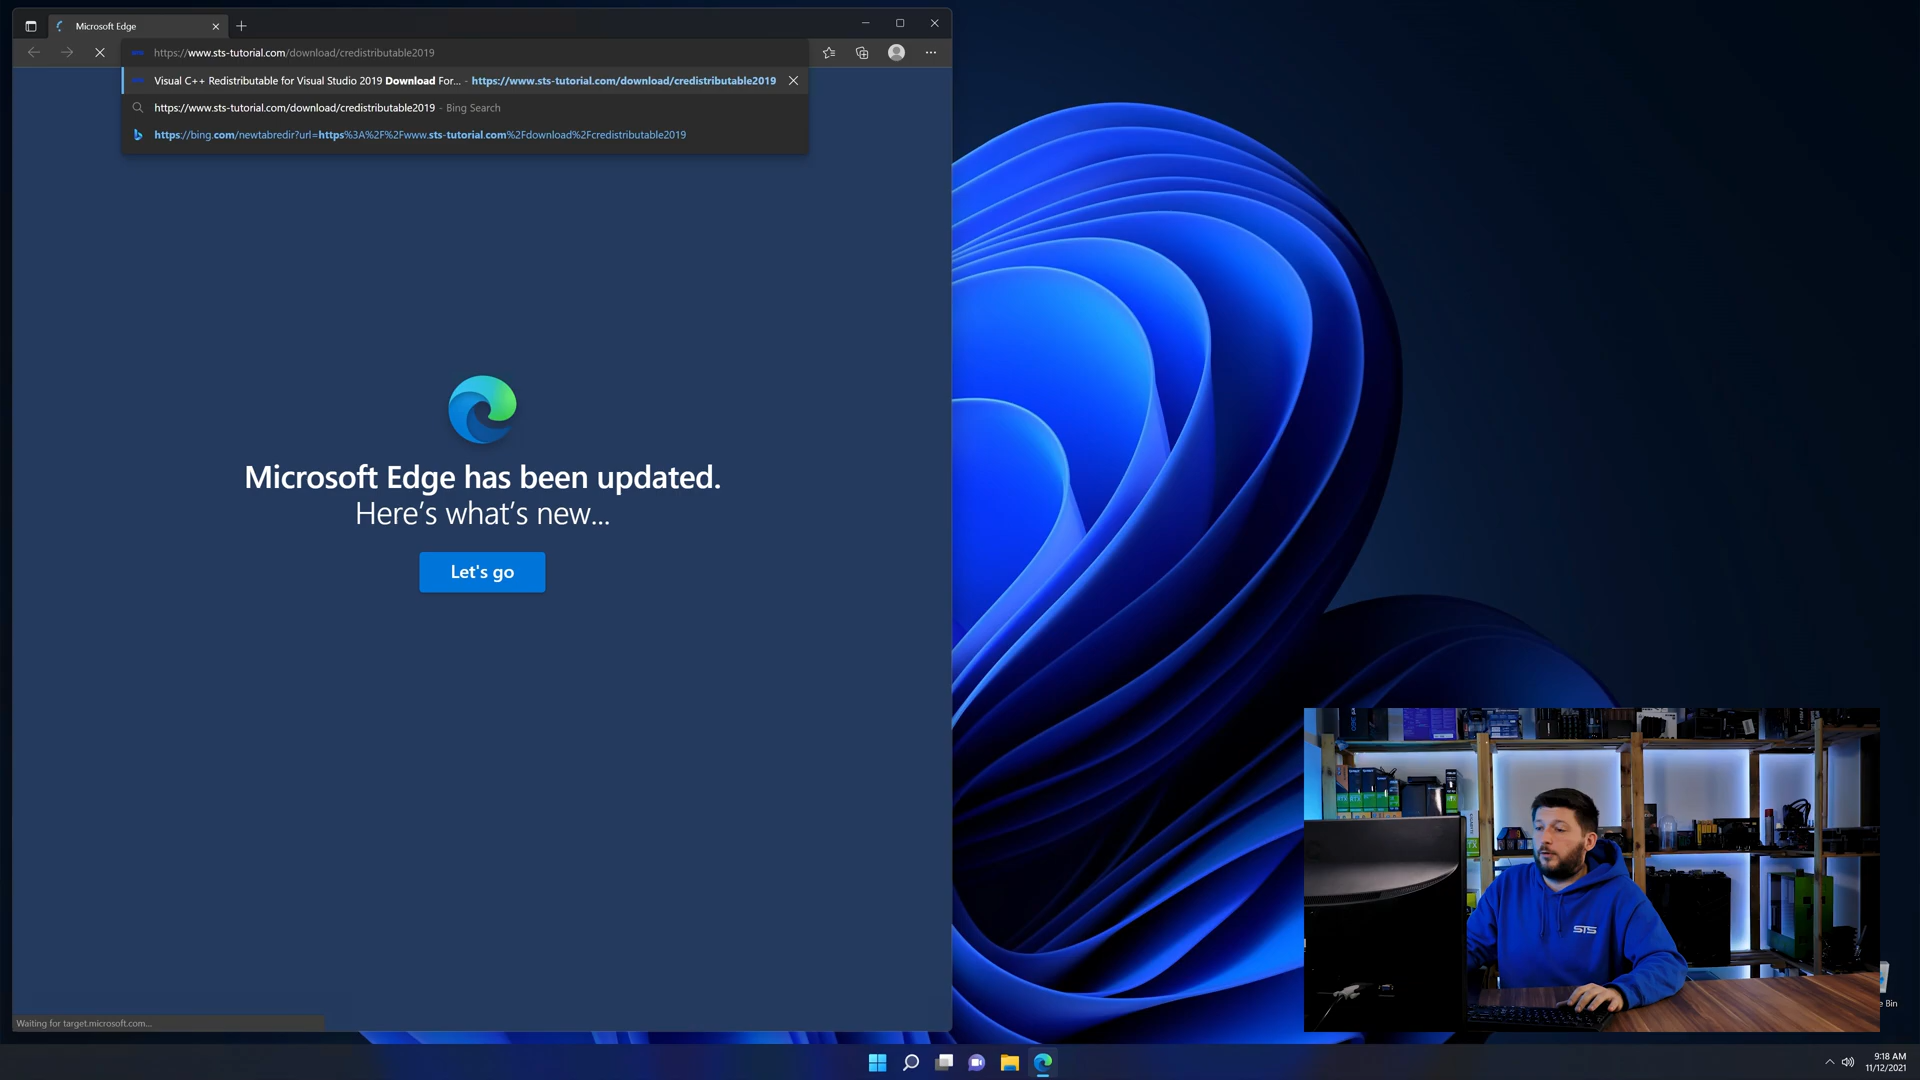 Microsoft Edge
https://www.sts-tutorial.com/download/credistributable2019
Visual C++ Redistributable for Visual Studio 2019 Download For... - https://www.sts-tutorial.com/download/credistributable2019
https://www.sts-tutorial.com/download/credistributable2019 - Bing Search
https://bing.com/newtabredir?url=https%3A%2F%2Fwww.sts-tutorial.com%2Fdownload%2Fcredistributable2019
Microsoft Edge has been updated.
Here's what's new...
Let's go
STS
Bin
Waiting for target.microsoft.com...
9:18 AM
11/12/2021